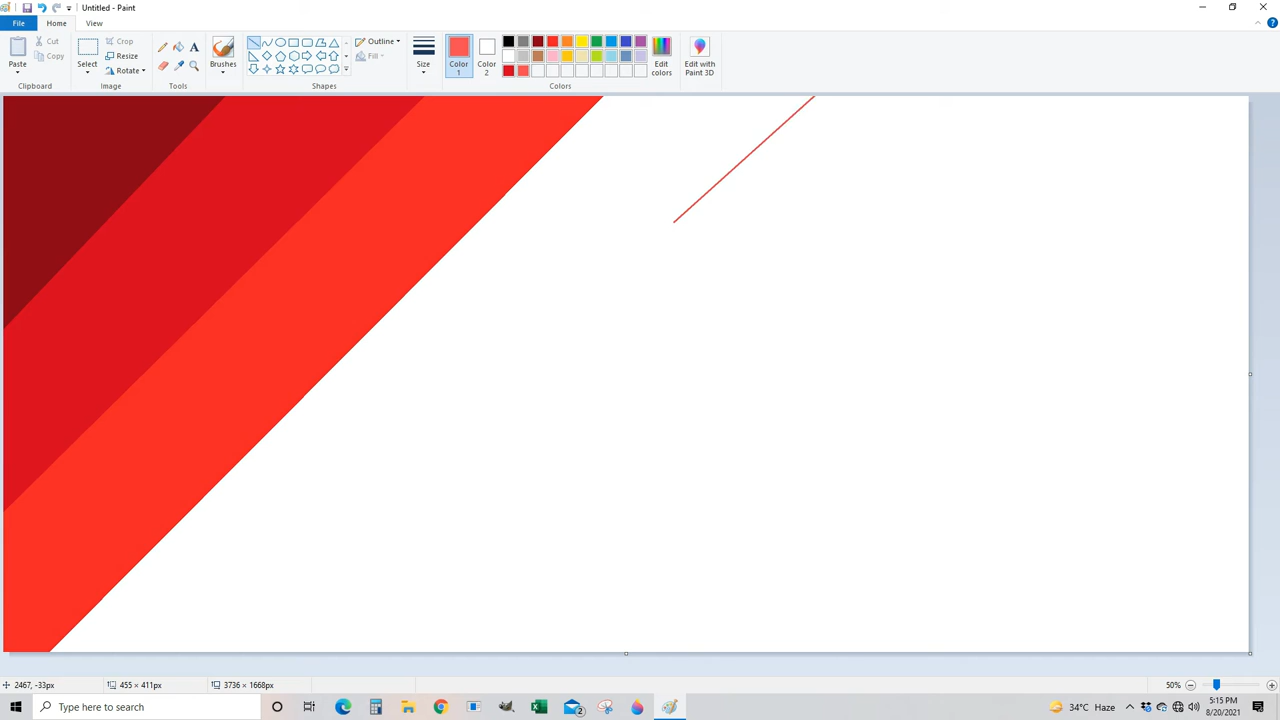 Untitled - Paint
File Home View
Paste
Cut
Copy
Clipboard
Select
Crop
Resize
Rotate
Image
Tools
Brushes
Outline
Fill
Shapes
Size
Color 1
Color 2
Edit colors
Colors
Edit with Paint 3D
2467, -33px 455 × 411px 3736 × 1668px 50%
Type here to search
2
34°C Haze
5:15 PM
8/20/2021